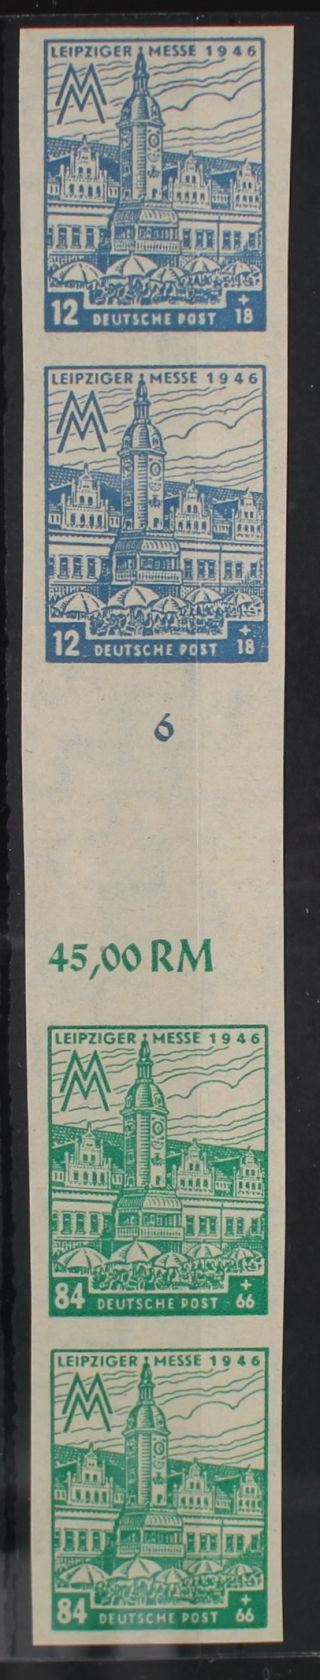 LEIPZIGER MESSE 1946
12 DEUTSCHE POST + 18
LEIPZIGER MESSE 1946
12 DEUTSCHE POST + 18
6
45,00 RM
LEIPZIGER MESSE 1946
84 DEUTSCHE POST + 66
LEIPZIGER MESSE 1946
84 DEUTSCHE POST + 66